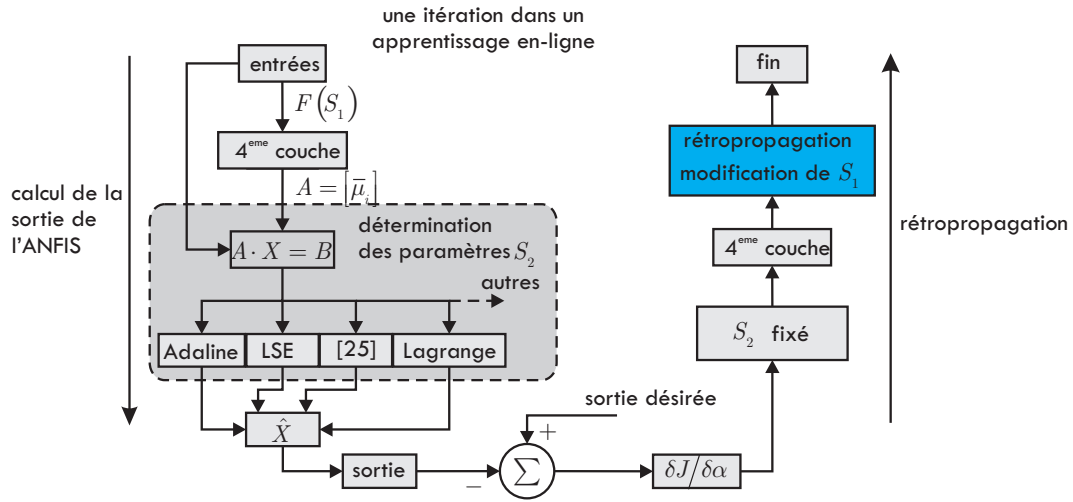 une itération dans un
apprentissage en-ligne
calcul de la
sortie de
l'ANFIS
entrées
F(S₁)
4ᵉᵐᵉ couche
A = [μ̄ᵢ]
détermination
des paramètres S₂
A · X = B
autres
Adaline
LSE
[25]
Lagrange
X̂
sortie
−
∑
+
sortie désirée
δJ/δα
S₂ fixé
4ᵉᵐᵉ couche
rétropropagation
modification de S₁
fin
rétropropagation